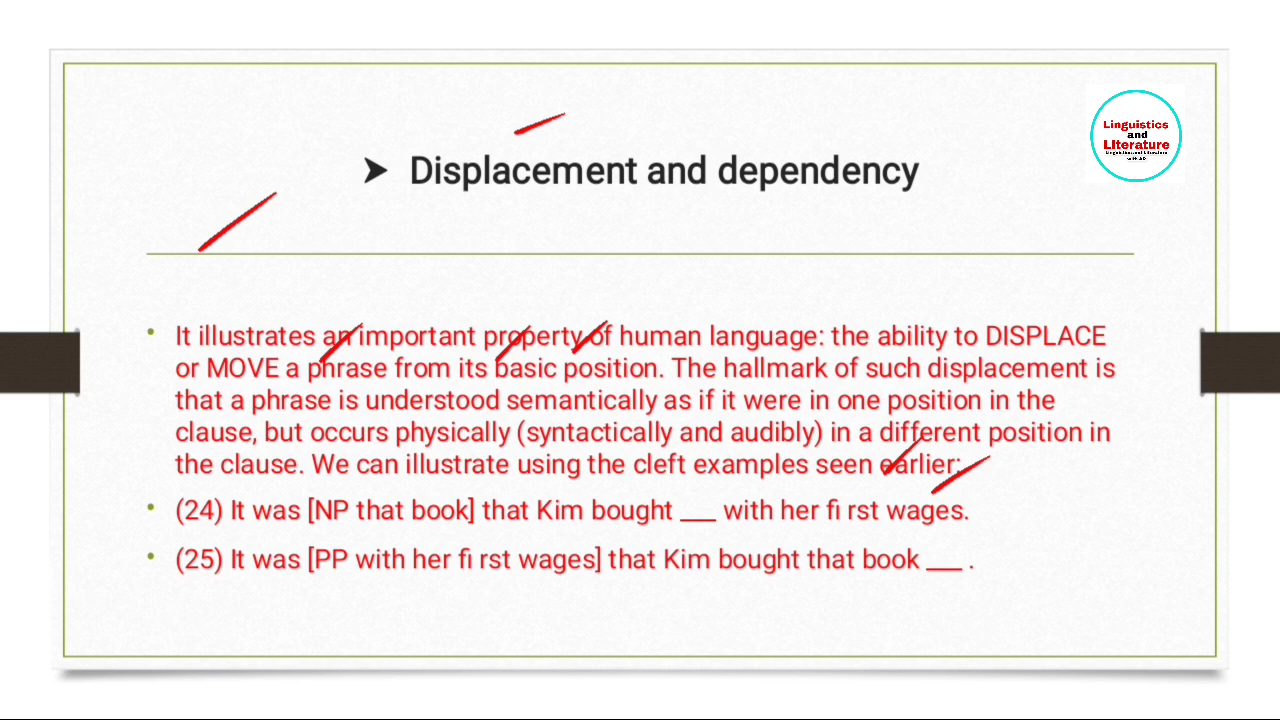 Linguistics
and
LIterature
➤ Displacement and dependency
• It illustrates an important property of human language: the ability to DISPLACE
or MOVE a phrase from its basic position. The hallmark of such displacement is
that a phrase is understood semantically as if it were in one position in the
clause, but occurs physically (syntactically and audibly) in a different position in
the clause. We can illustrate using the cleft examples seen earlier:
• (24) It was [NP that book] that Kim bought ___ with her fi rst wages.
• (25) It was [PP with her fi rst wages] that Kim bought that book ___ .